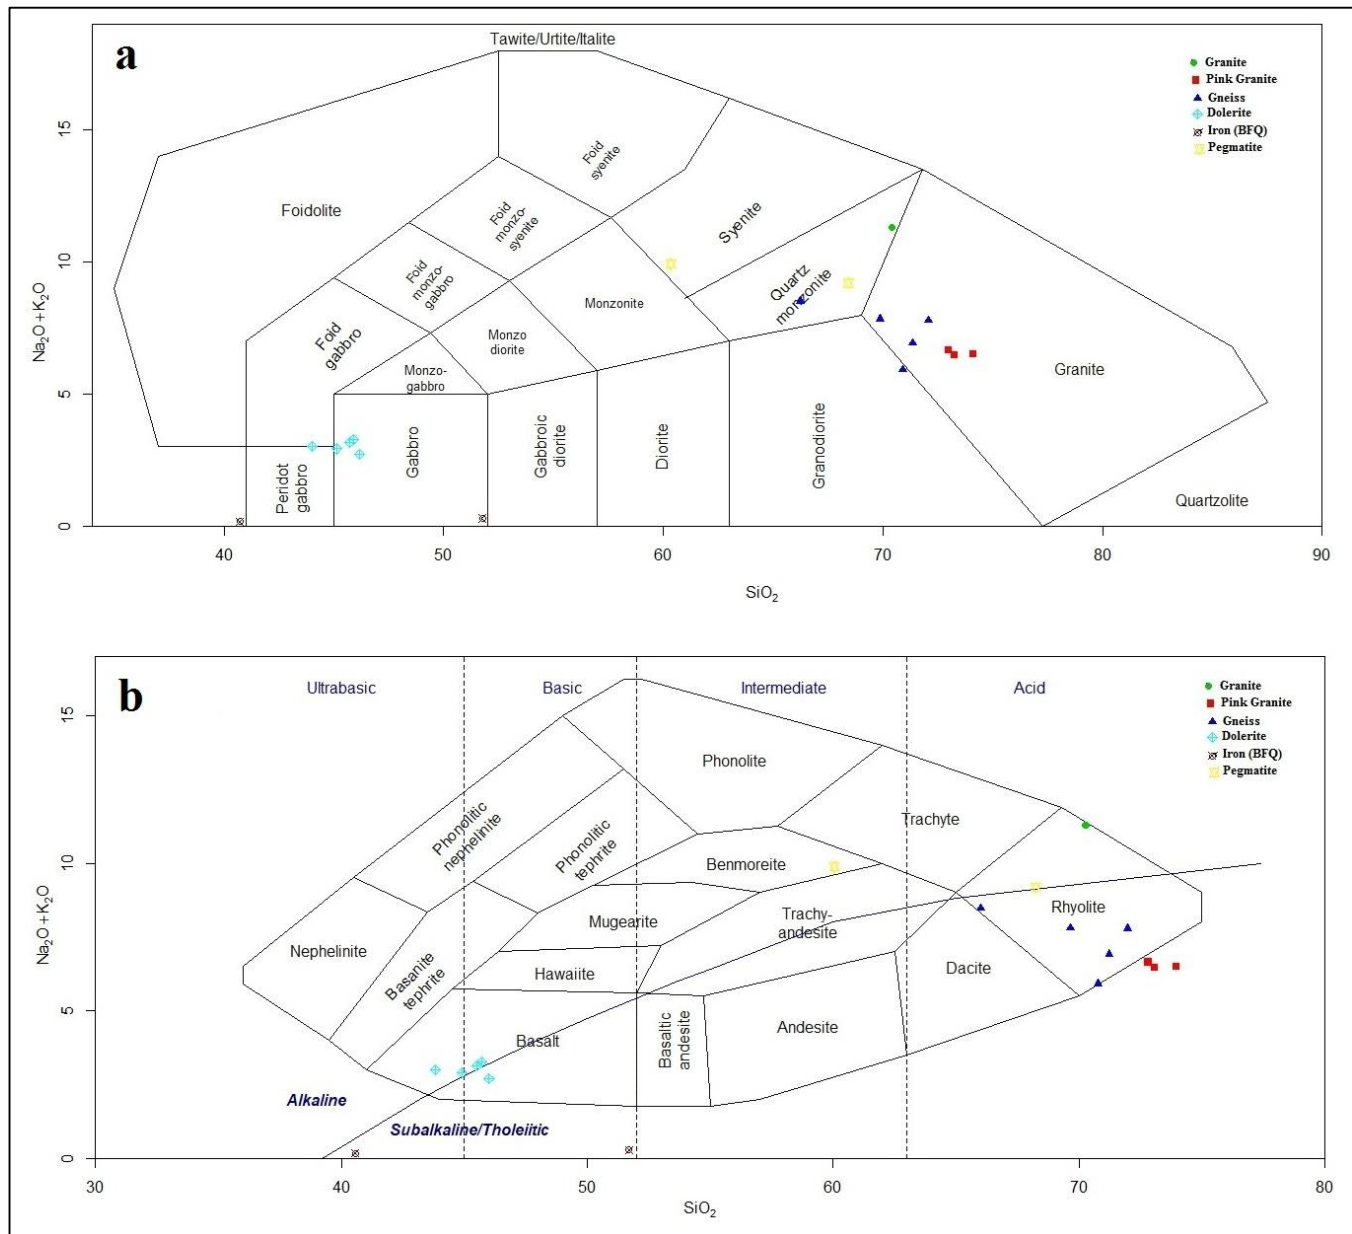 a
Tawite/Urtite/Italite
Granite
Pink Granite
Gneiss
Dolerite
Iron (BFQ)
Pegmatite
Foidolite
Foid
syenite
Foid
monzo-
syenite
Foid
monzo-
gabbro
Foid
gabbro
Syenite
Quartz
monzonite
Monzonite
Monzo
diorite
Monzo-
gabbro
Peridot
gabbro
Gabbro
Gabbroic
diorite
Diorite
Granodiorite
Granite
Quartzolite
Na2O+K2O
0
5
10
15
40
50
60
70
80
90
SiO2
b
Ultrabasic
Basic
Intermediate
Acid
Granite
Pink Granite
Gneiss
Dolerite
Iron (BFQ)
Pegmatite
Phonolite
Phonolitic
nephelinite
Phonolitic
tephrite
Trachyte
Benmoreite
Nephelinite
Basanite
tephrite
Mugearite
Trachy-
andesite
Rhyolite
Hawaiite
Dacite
Basalt
Basaltic
andesite
Andesite
Alkaline
Subalkaline/Tholeiitic
Na2O+K2O
0
5
10
15
30
40
50
60
70
80
SiO2